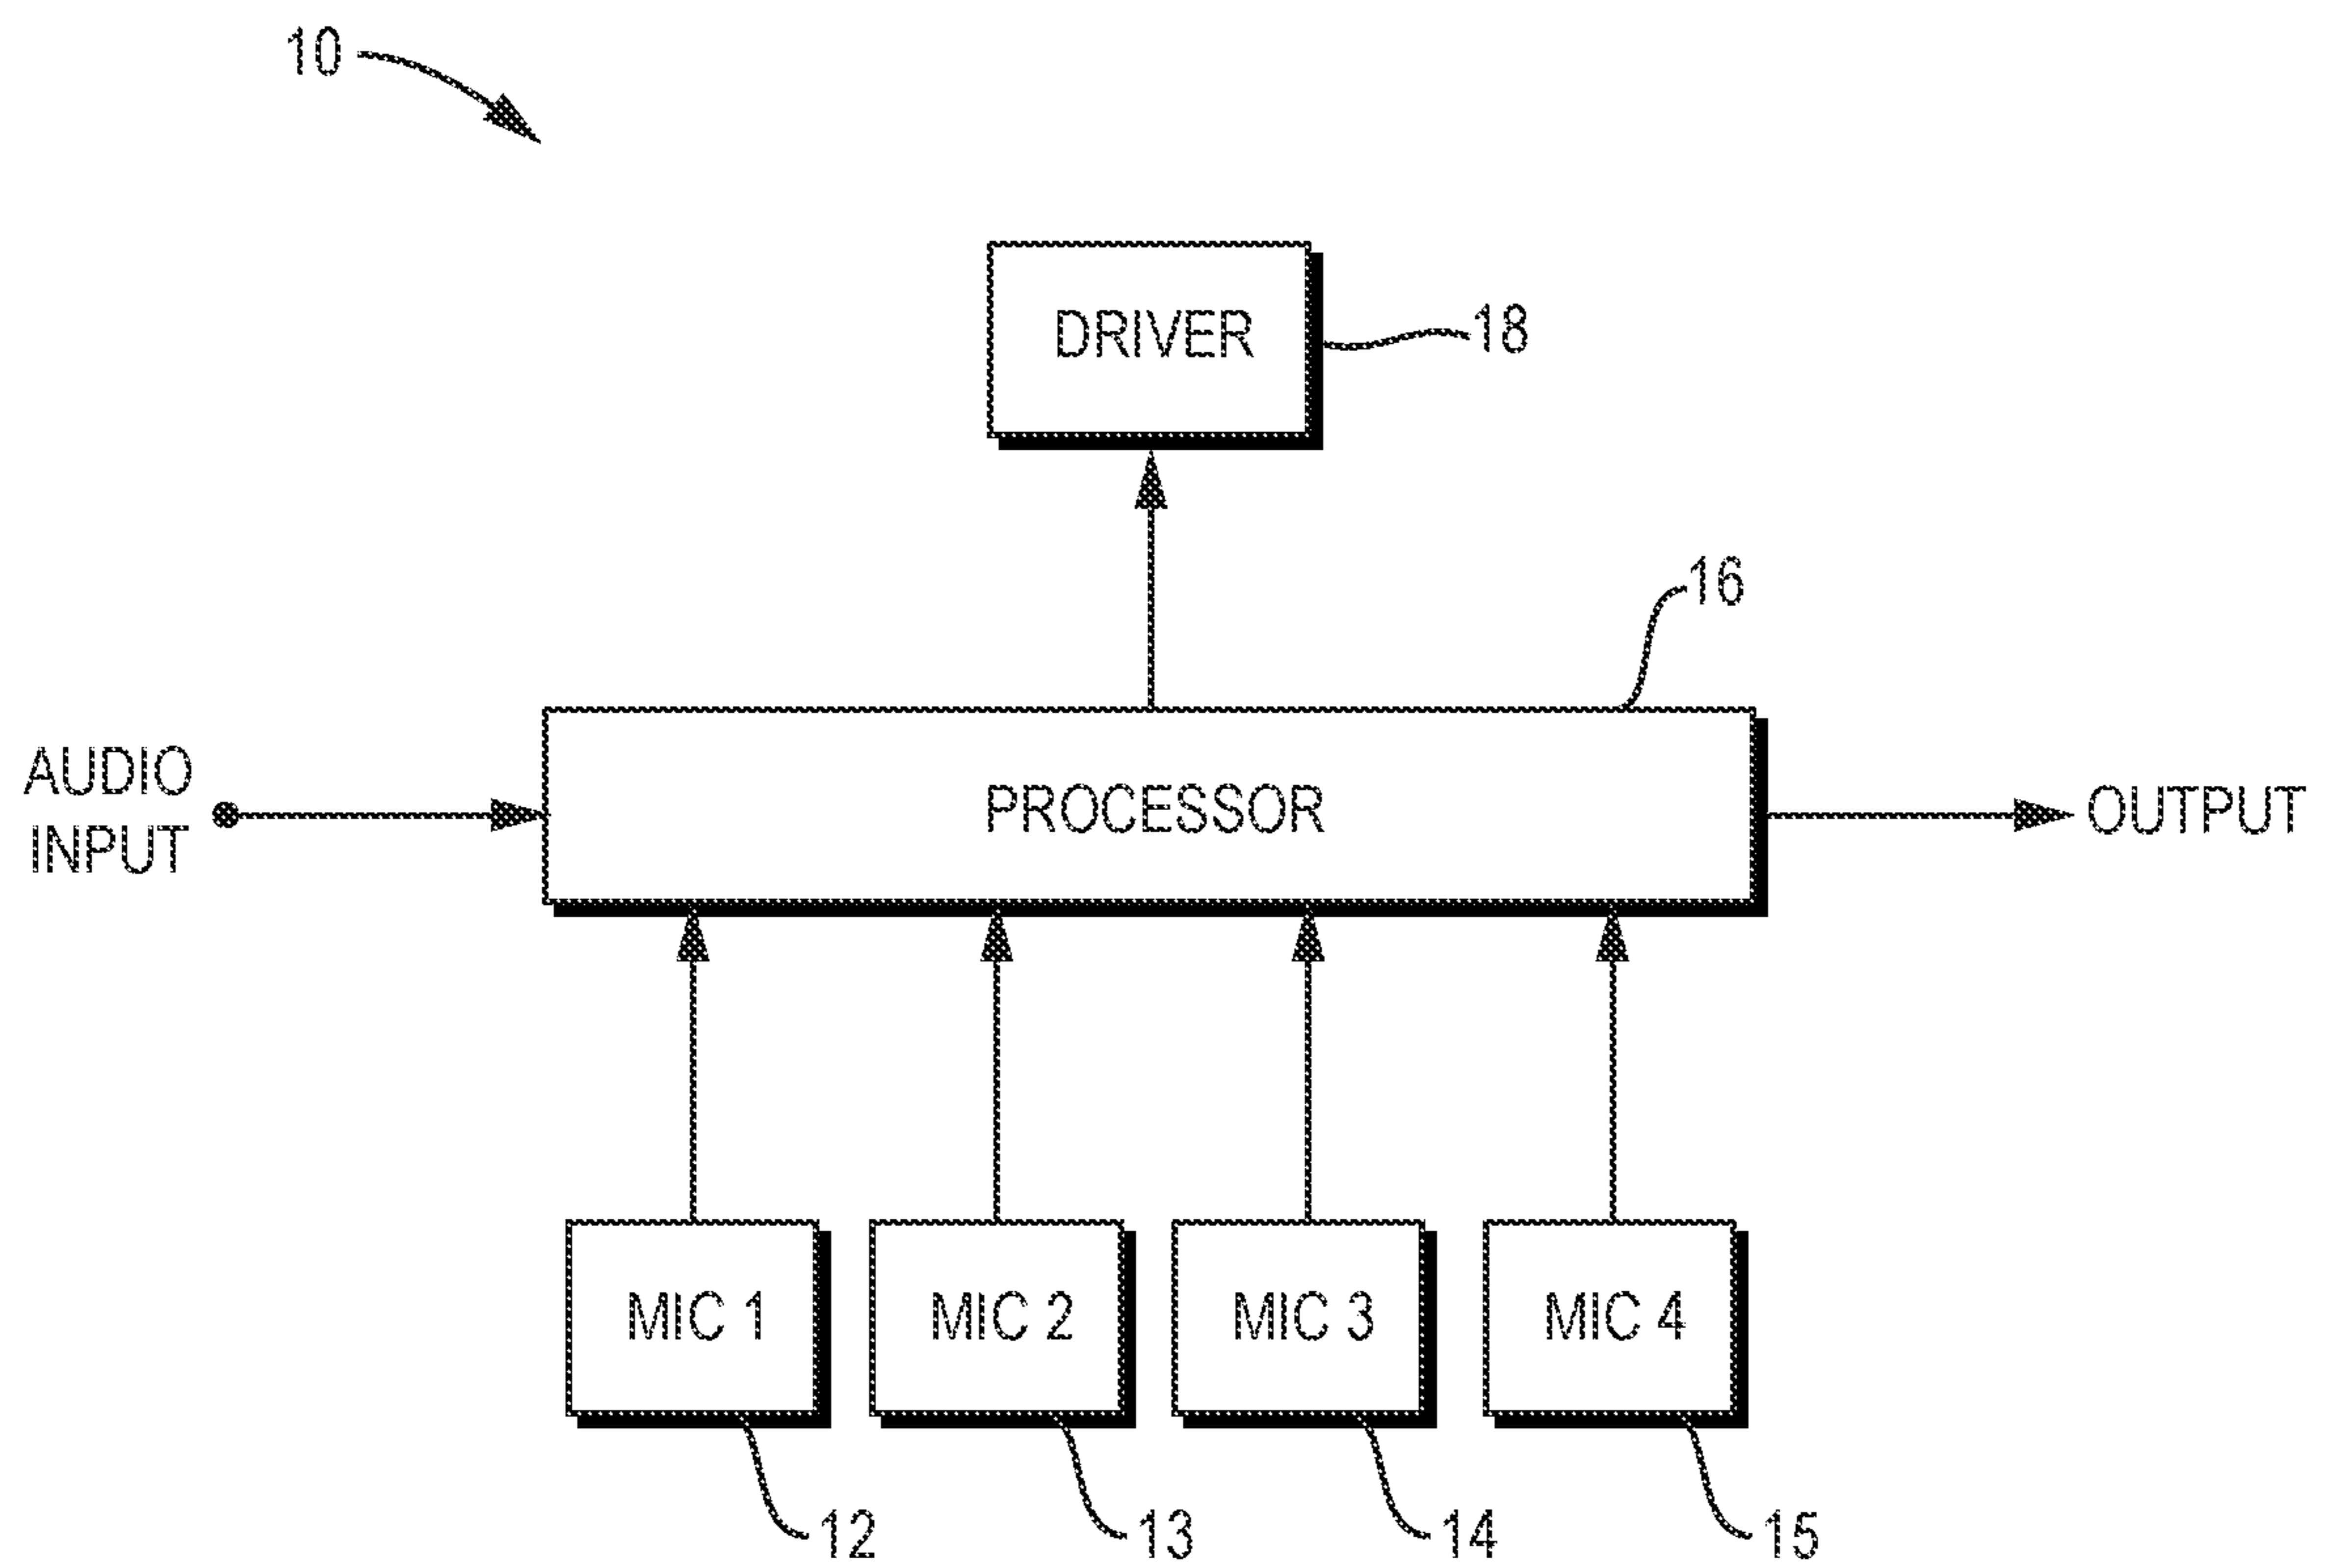 10
DRIVER
18
16
AUDIO
INPUT
PROCESSOR
OUTPUT
MIC 1
MIC 2
MIC 3
MIC 4
12
13
14
15